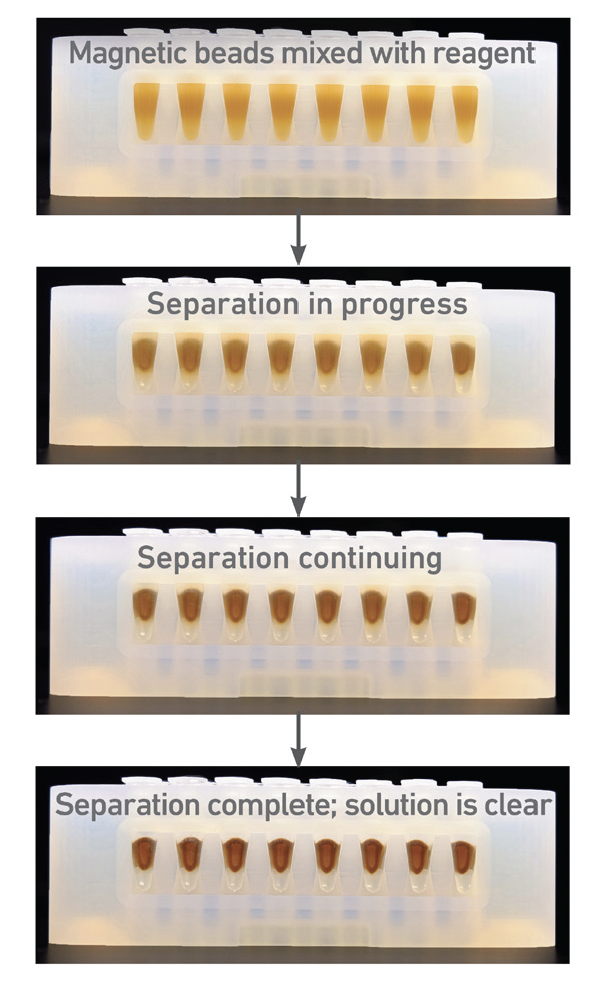 Magnetic beads mixed with reagent
Separation in progress
Separation continuing
Separation complete; solution is clear